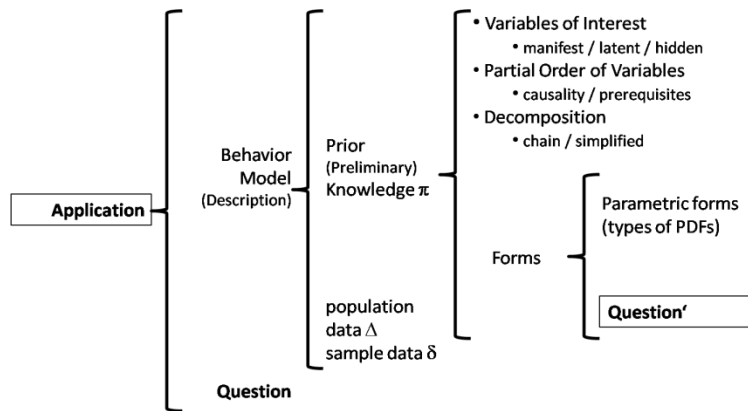 Application
Behavior
Model
(Description)
Question
Prior
(Preliminary)
Knowledge π
population
data Δ
sample data δ
• Variables of Interest
• manifest / latent / hidden
• Partial Order of Variables
• causality / prerequisites
• Decomposition
• chain / simplified
Forms
Parametric forms
(types of PDFs)
Question‘